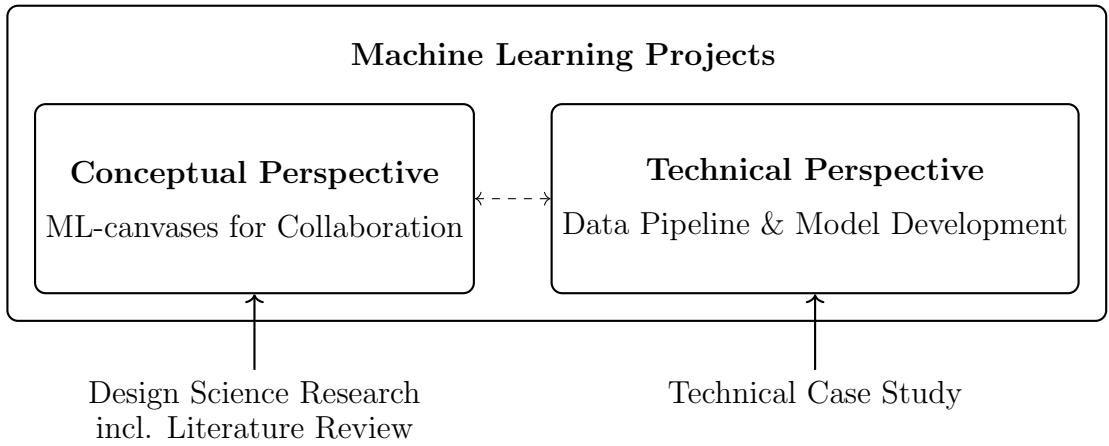 Machine Learning Projects
Conceptual Perspective
ML-canvases for Collaboration
Technical Perspective
Data Pipeline & Model Development
Design Science Research
incl. Literature Review
Technical Case Study